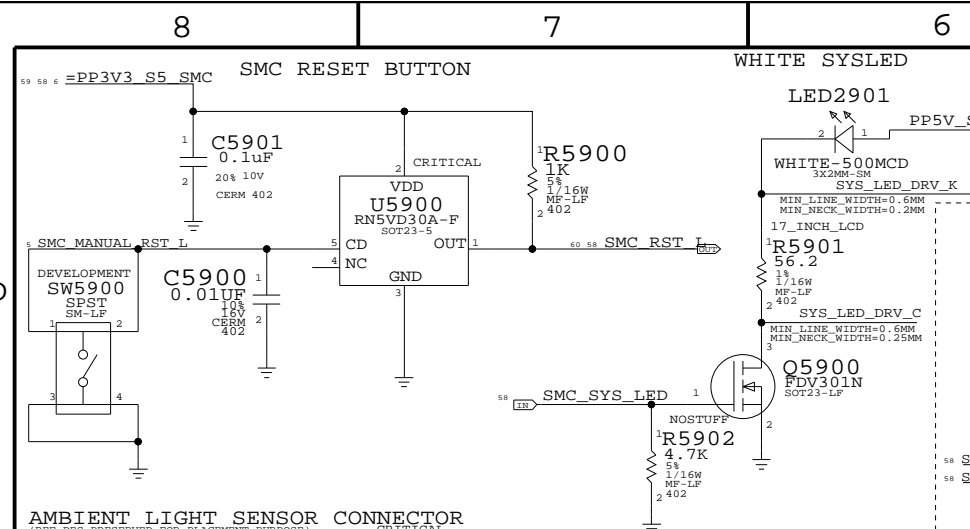 8
7
6
SMC RESET BUTTON
WHITE SYSLED
59 58 6 =PP3V3_S5_SMC
1
C5901
0.1uF
20% 10V
2
CERM 402
2
CRITICAL
VDD
U5900
RN5VD30A-F
SOT23-5
5 CD
OUT 1
4 NC
GND
3
1
R5900
1K
5%
1/16W
MF-LF
2 402
60 58 SMC_RST_L
OUT
5 SMC_MANUAL_RST_L
DEVELOPMENT
SW5900
SPST
SM-LF
1
2
3
4
C5900
1
0.01UF
10%
16V
CERM
402
2
LED2901
2
1
PP5V_S
WHITE-500MCD
3X2MM-SM
SYS_LED_DRV_K
MIN_LINE_WIDTH=0.6MM
MIN_NECK_WIDTH=0.2MM
17_INCH_LCD
1
R5901
56.2
1%
1/16W
MF-LF
2 402
SYS_LED_DRV_C
MIN_LINE_WIDTH=0.6MM
MIN_NECK_WIDTH=0.25MM
3
Q5900
FDV301N
SOT23-LF
1
2
58
IN
SMC_SYS_LED
NOSTUFF
1
R5902
4.7K
5%
1/16W
MF-LF
2 402
58 S
58 S
D
AMBIENT LIGHT SENSOR CONNECTOR
CRITICAL